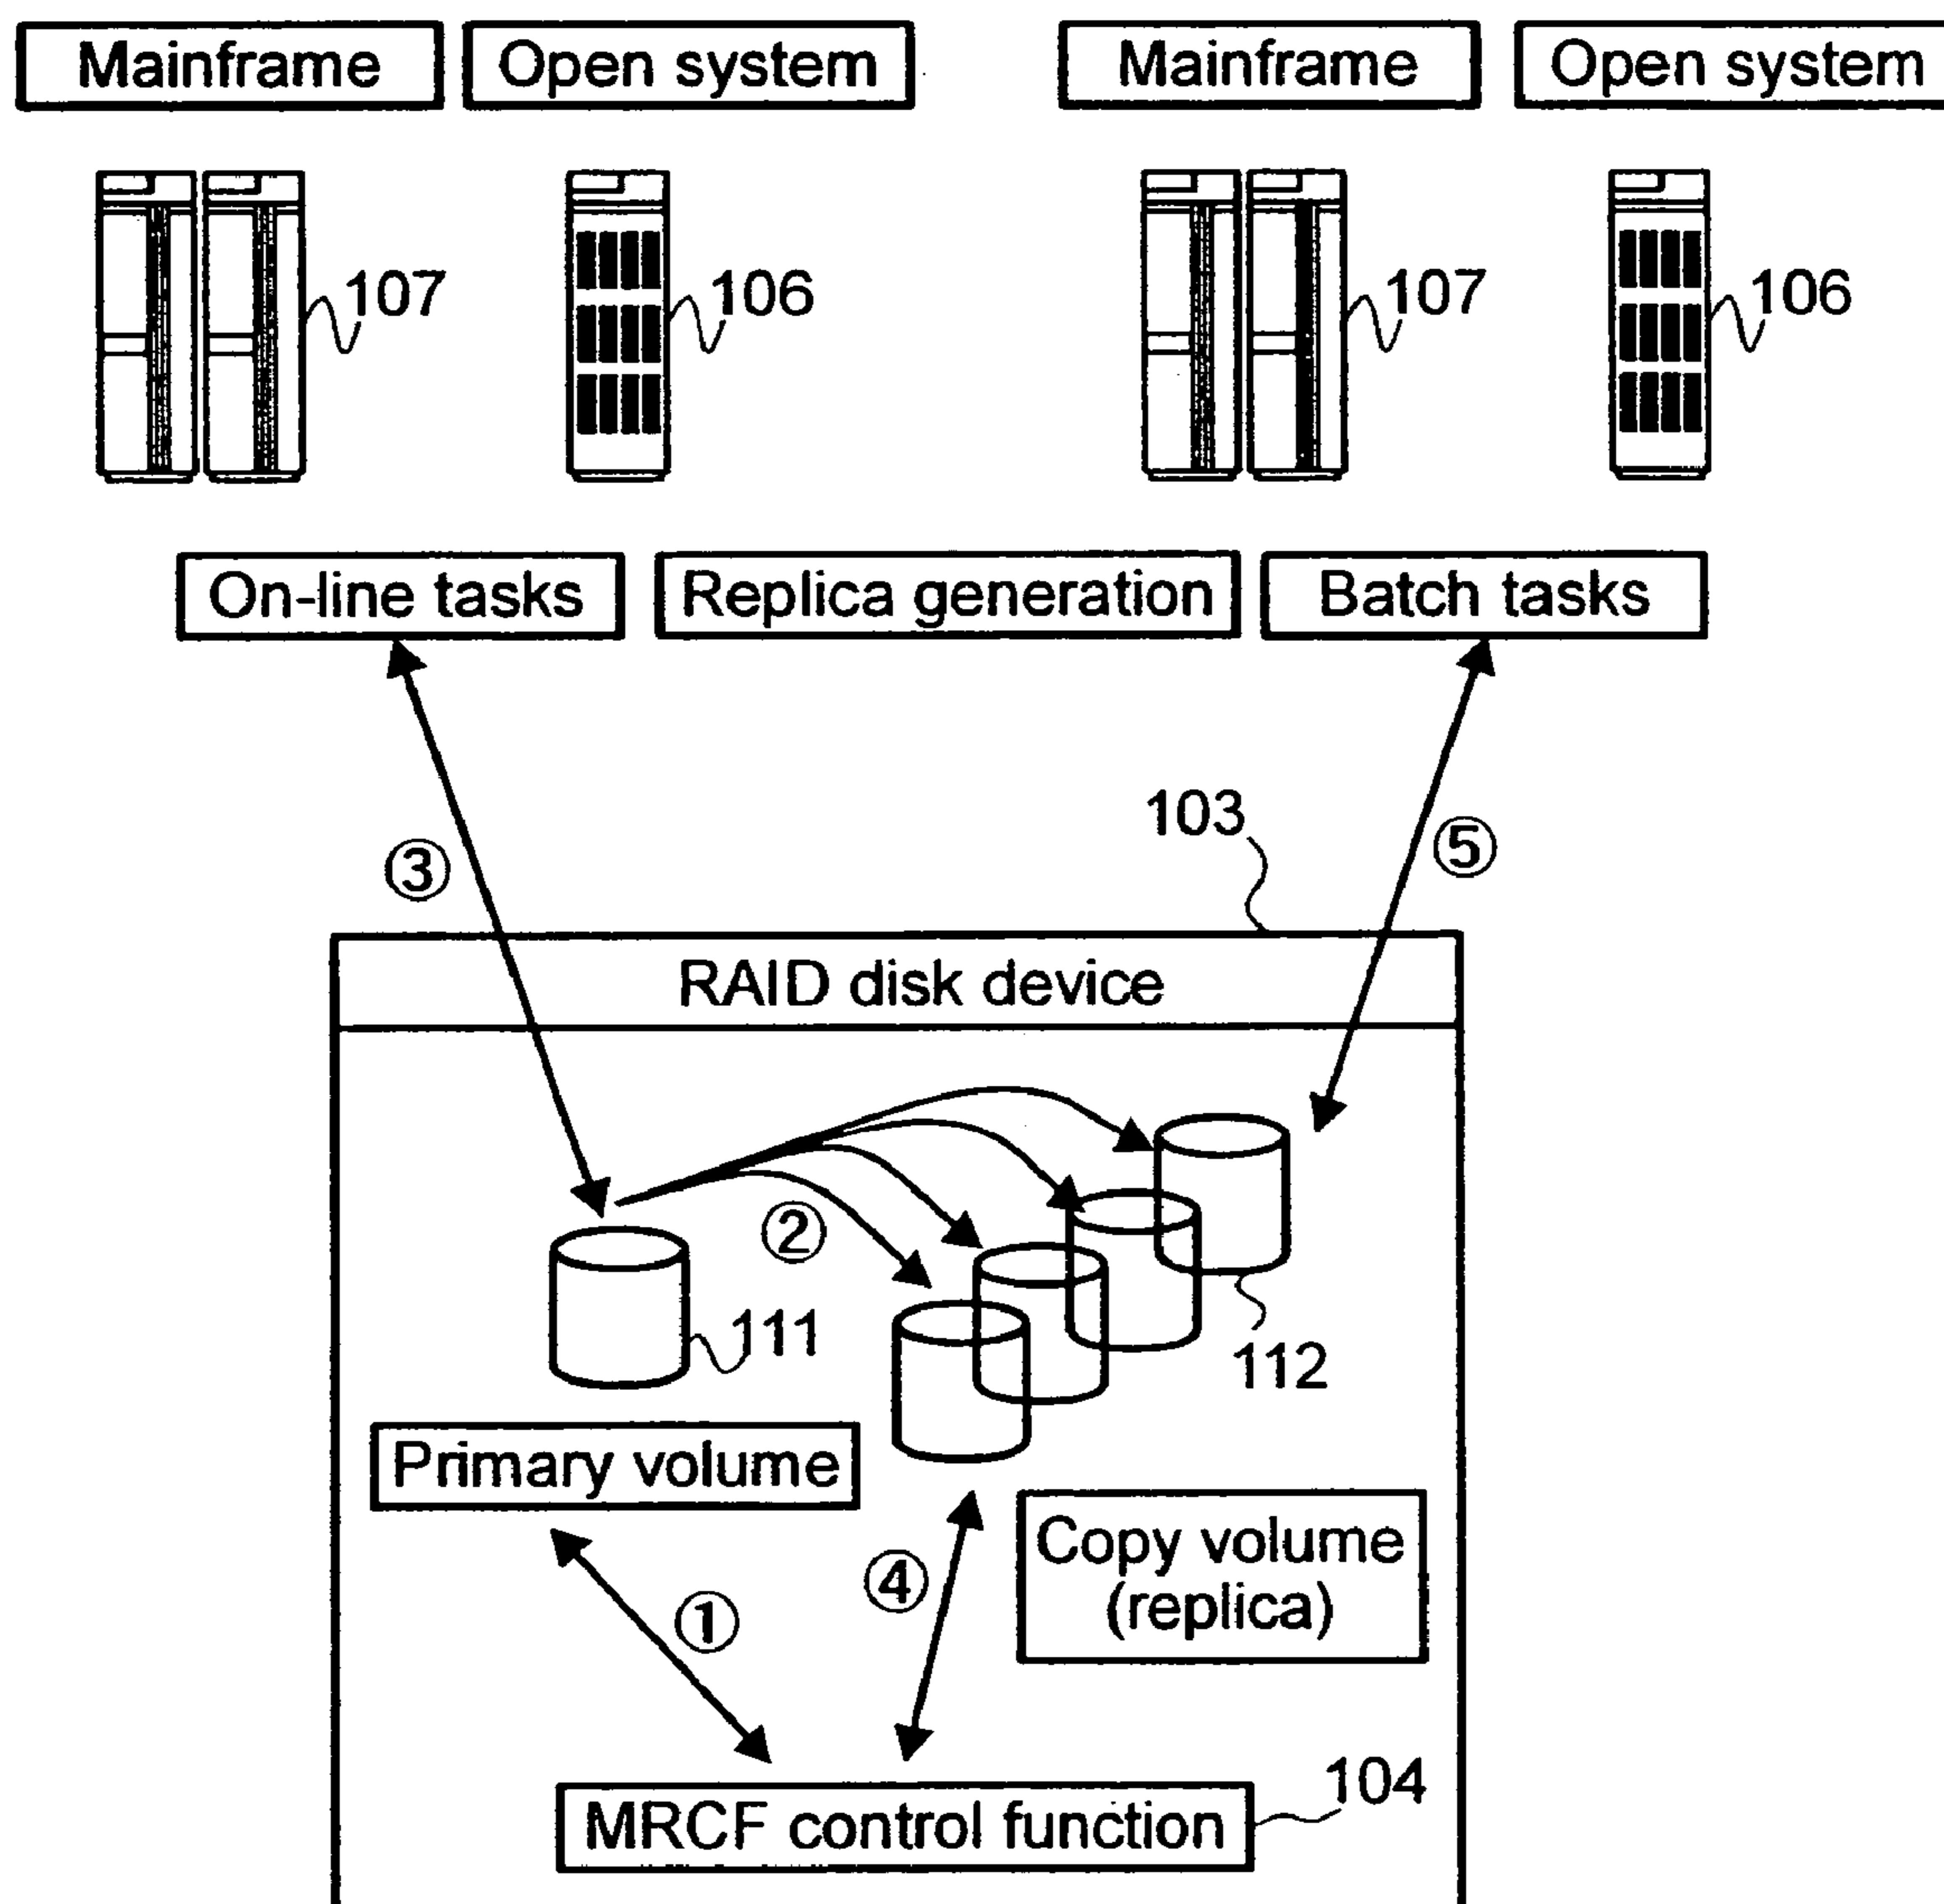 Mainframe
Open system
Mainframe
Open system
107
106
107
106
On-line tasks
Replica generation
Batch tasks
103
③
⑤
RAID disk device
②
111
112
Primary volume
Copy volume
(replica)
④
①
104
MRCF control function